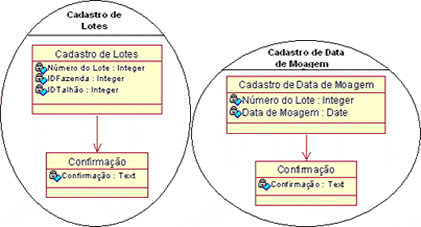 Cadastro de
Lotes
Cadastro de Lotes
Número do Lote : Integer
IDFazenda : Integer
IDTalhão : Integer
Confirmação
Confirmação : Text
Cadastro de Data
de Moagem
Cadastro de Data de Moagem
Número do Lote : Integer
Data de Moagem : Date
Confirmação
Confirmação : Text